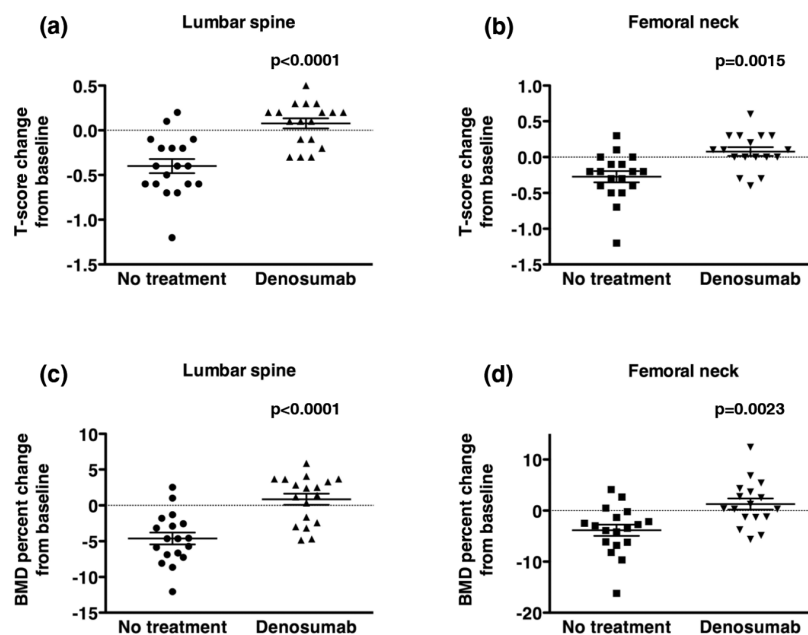 (a)
Lumbar spine
p<0.0001
T-score change
from baseline
0.5
0.0
-0.5
-1.0
-1.5
No treatment
Denosumab
(b)
Femoral neck
p=0.0015
T-score change
from baseline
1.0
0.5
0.0
-0.5
-1.0
-1.5
No treatment
Denosumab
(c)
Lumbar spine
p<0.0001
BMD percent change
from baseline
10
5
0
-5
-10
-15
No treatment
Denosumab
(d)
Femoral neck
p=0.0023
BMD percent change
from baseline
10
0
-10
-20
No treatment
Denosumab